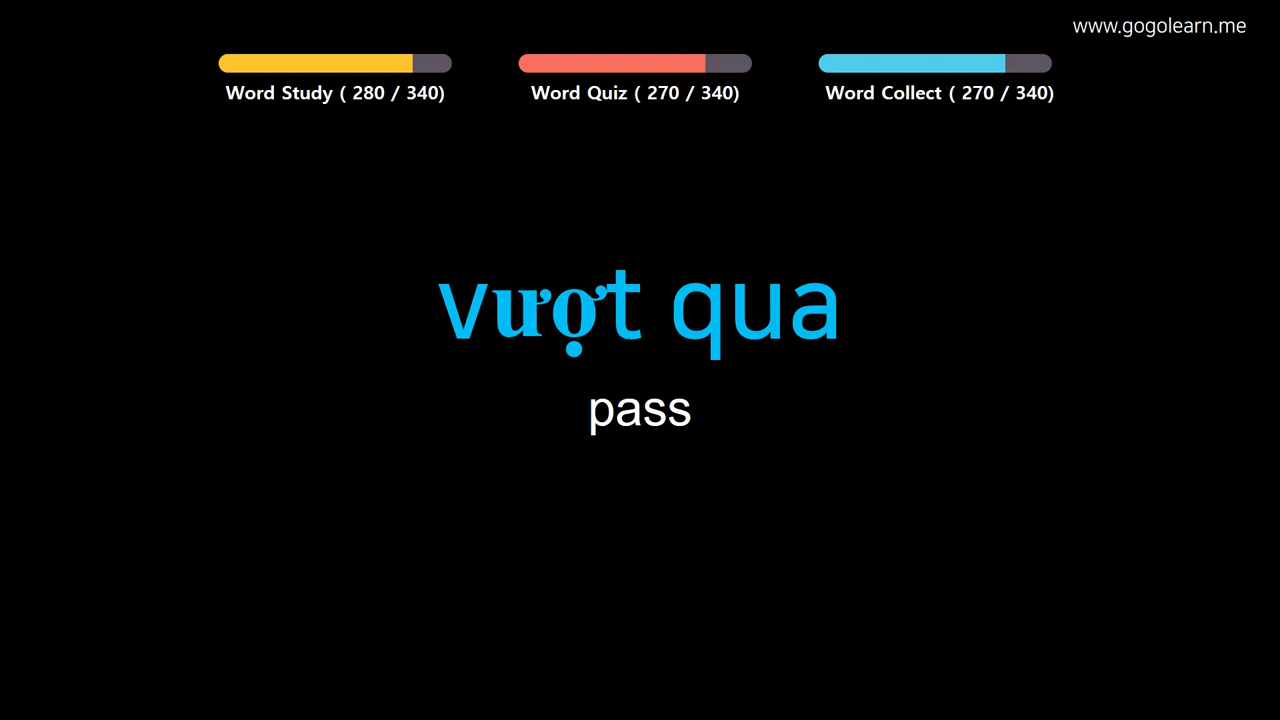 www.gogolearn.me
Word Study ( 280 / 340)
Word Quiz ( 270 / 340)
Word Collect ( 270 / 340)
vượt qua
pass